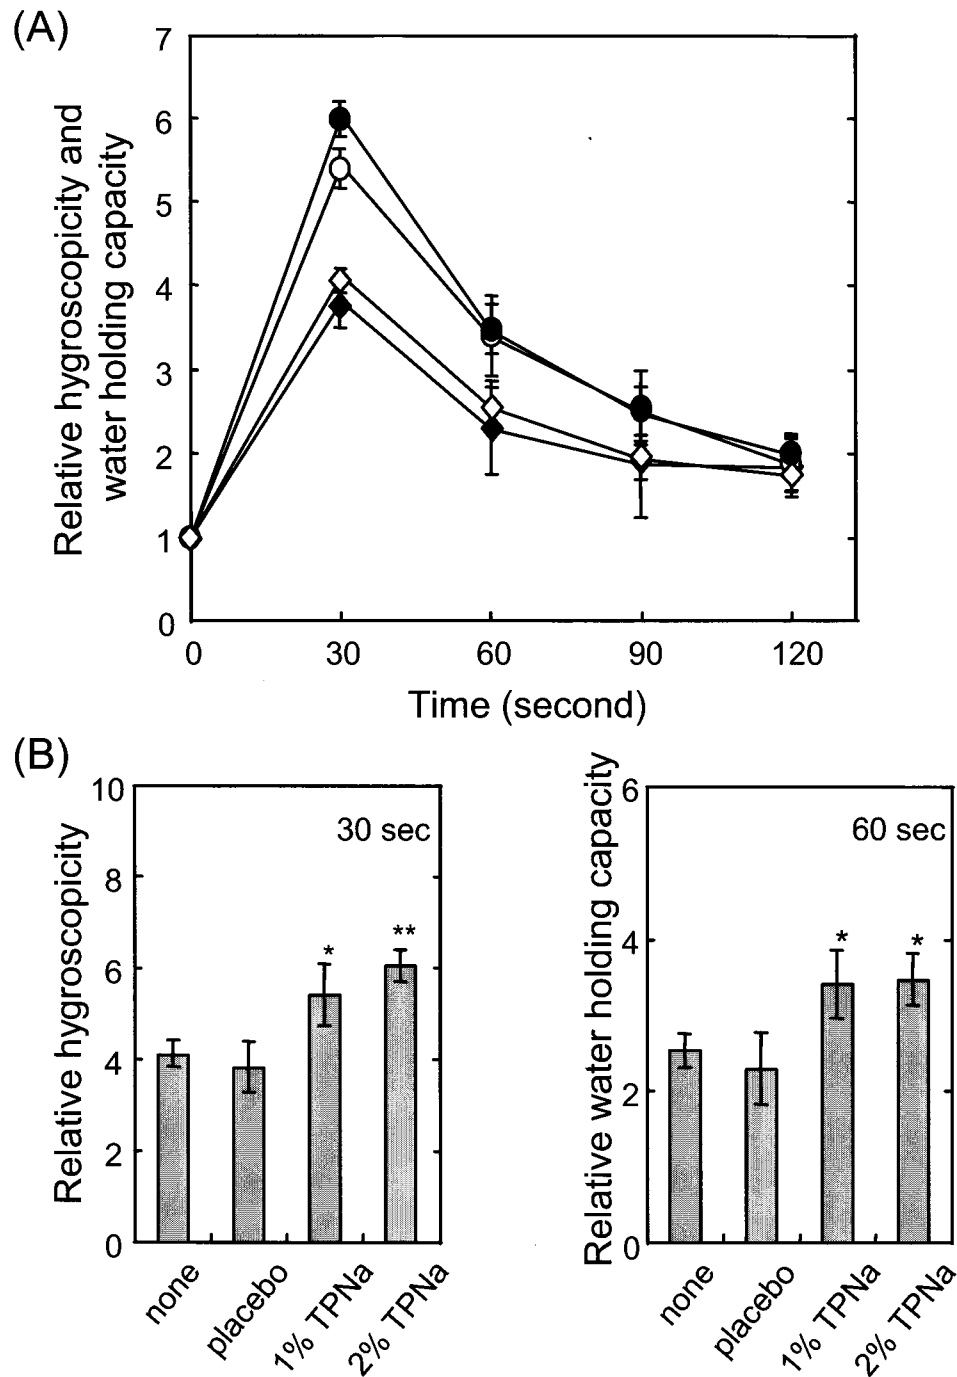 (A)
Relative hygroscopicity and
water holding capacity
7
6
5
4
3
2
1
0
0 30 60 90 120
Time (second)
(B)
Relative hygroscopicity
10
8
6
4
2
0
30 sec
* **
none placebo 1% TPNa 2% TPNa
Relative water holding capacity
6
4
2
0
60 sec
* *
none placebo 1% TPNa 2% TPNa